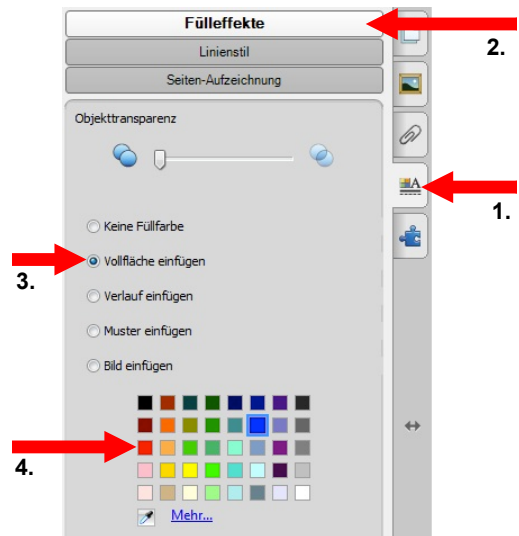 Fülleffekte
2.
Linienstil
Seiten-Aufzeichnung
Objekttransparenz
A
1.
Keine Füllfarbe
3.
Vollfläche einfügen
Verlauf einfügen
Muster einfügen
Bild einfügen
4.
Mehr...